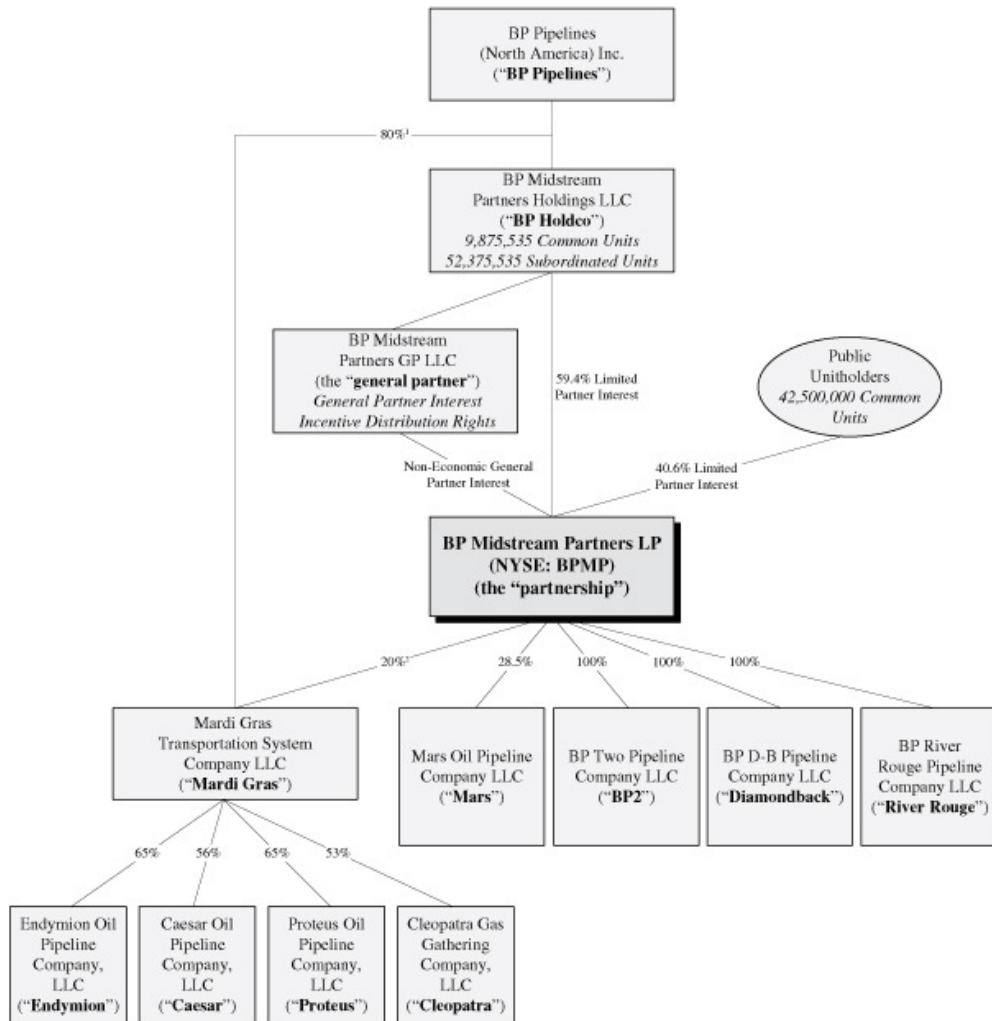 BP Pipelines
(North America) Inc.
(“BP Pipelines”)
80%¹
BP Midstream
Partners Holdings LLC
(“BP Holdco”)
9,875,535 Common Units
52,375,535 Subordinated Units
BP Midstream
Partners GP LLC
(the “general partner”)
General Partner Interest
Incentive Distribution Rights
59.4% Limited
Partner Interest
Public
Unitholders
42,500,000 Common
Units
Non-Economic General
Partner Interest
40.6% Limited
Partner Interest
BP Midstream Partners LP
(NYSE: BPMP)
(the “partnership”)
20%¹
28.5%
100%
100%
100%
Mardi Gras
Transportation System
Company LLC
(“Mardi Gras”)
Mars Oil Pipeline
Company LLC
(“Mars”)
BP Two Pipeline
Company LLC
(“BP2”)
BP D-B Pipeline
Company LLC
(“Diamondback”)
BP River
Rouge Pipeline
Company LLC
(“River Rouge”)
65%
56%
65%
53%
Endymion Oil
Pipeline
Company,
LLC
(“Endymion”)
Caesar Oil
Pipeline
Company,
LLC
(“Caesar”)
Proteus Oil
Pipeline
Company,
LLC
(“Proteus”)
Cleopatra Gas
Gathering
Company,
LLC
(“Cleopatra”)